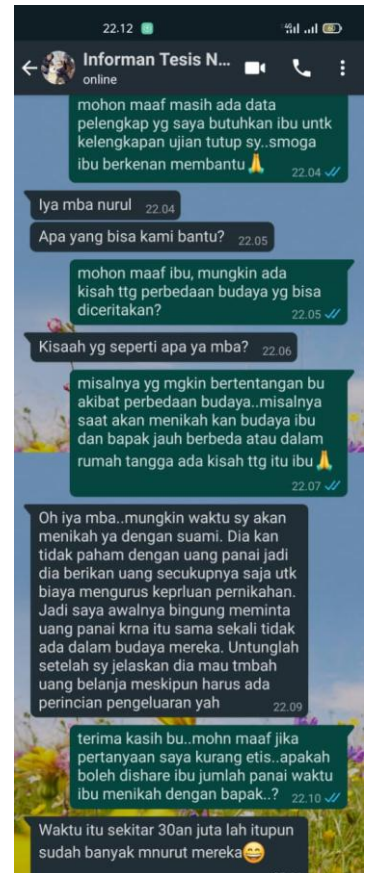 22.12
Informan Tesis N...
online
mohon maaf masih ada data
pelengkap yg saya butuhkan ibu untk
kelengkapan ujian tutup sy..smoga
ibu berkenan membantu🙏 22.04
Iya mba nurul 22.04
Apa yang bisa kami bantu? 22.05
mohon maaf ibu, mungkin ada
kisah ttg perbedaan budaya yg bisa
diceritakan? 22.05
Kisaah yg seperti apa ya mba? 22.06
misalnya yg mgkin bertentangan bu
akibat perbedaan budaya..misalnya
saat akan menikah kan budaya ibu
dan bapak jauh berbeda atau dalam
rumah tangga ada kisah ttg itu ibu🙏
22.07
Oh iya mba..mungkin waktu sy akan
menikah ya dengan suami. Dia kan
tidak paham dengan uang panai jadi
dia berikan uang secukupnya saja utk
biaya mengurus keprluan pernikahan.
Jadi saya awalnya bingung meminta
uang panai krna itu sama sekali tidak
ada dalam budaya mereka. Untunglah
setelah sy jelaskan dia mau tmbah
uang belanja meskipun harus ada
perincian pengeluaran yah 22.09
terima kasih bu..mohn maaf jika
pertanyaan saya kurang etis..apakah
boleh dishare ibu jumlah panai waktu
ibu menikah dengan bapak..? 22.10
Waktu itu sekitar 30an juta lah itupun
sudah banyak mnurut mereka😄